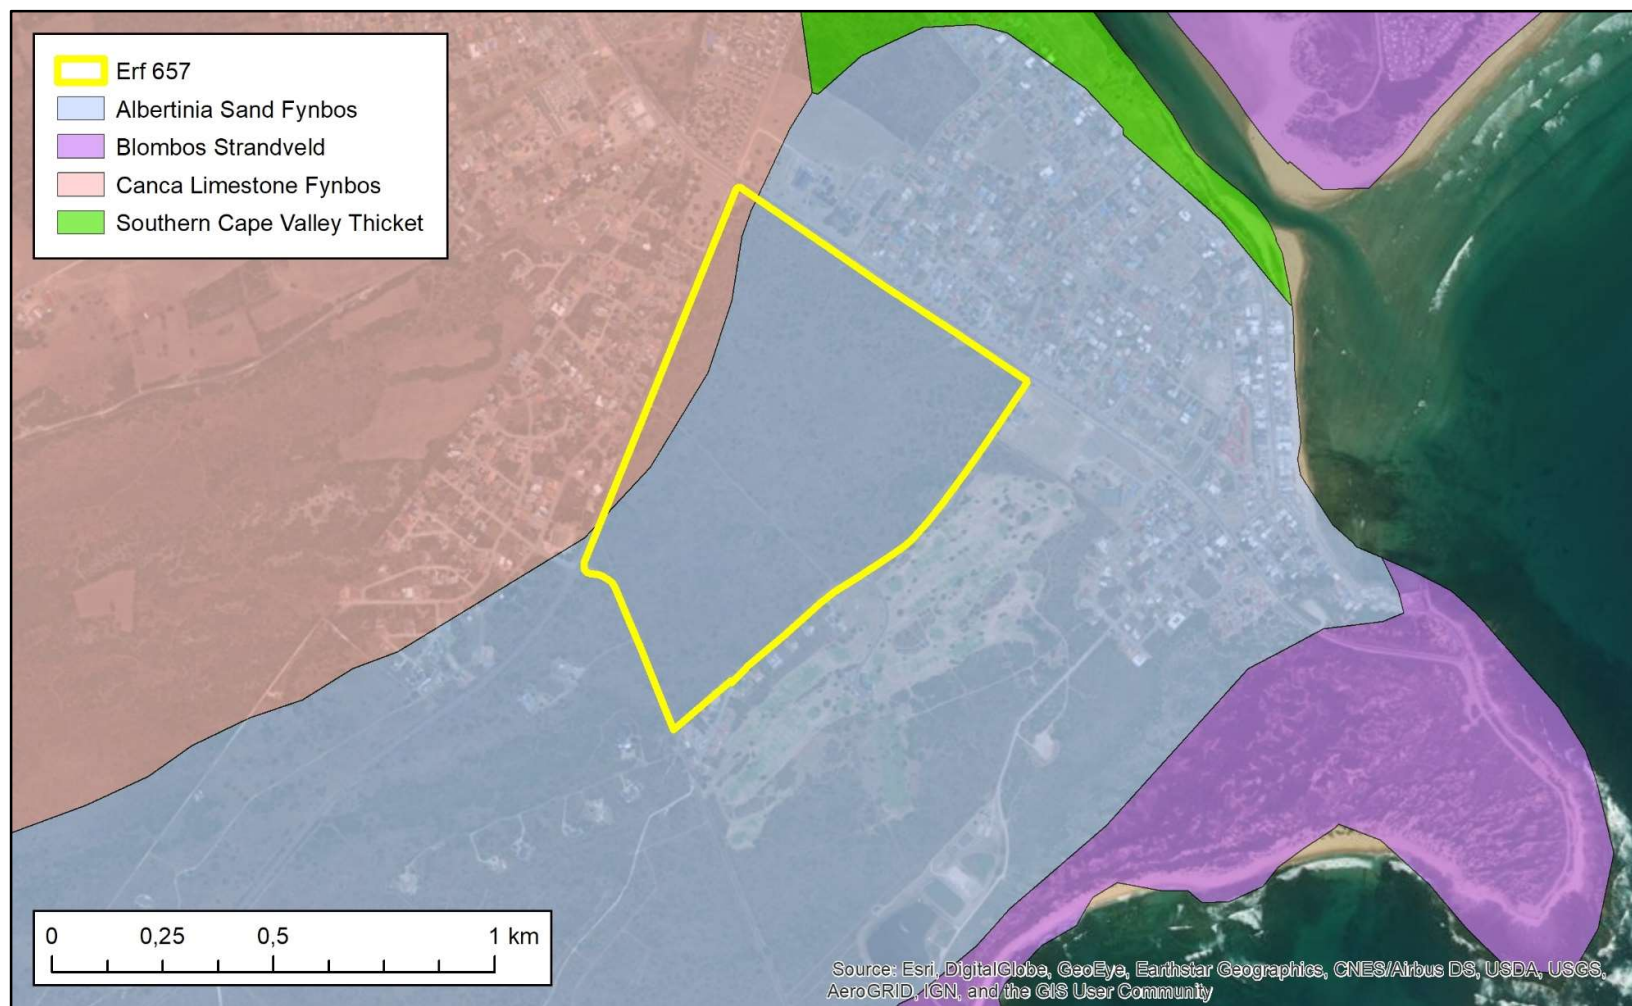 Erf 657
Albertinia Sand Fynbos
Blombos Strandveld
Canca Limestone Fynbos
Southern Cape Valley Thicket
0 0,25 0,5 1 km
Source: Esri, DigitalGlobe, GeoEye, Earthstar Geographics, CNES/Airbus DS, USDA, USGS,
AeroGRID, IGN, and the GIS User Community